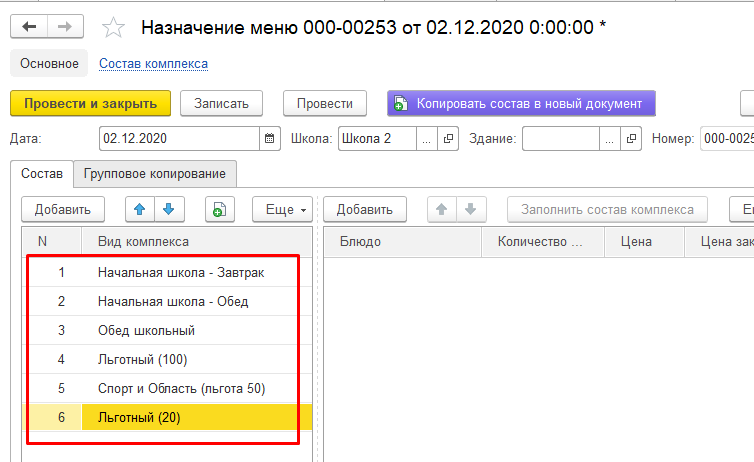 Назначение меню 000-00253 от 02.12.2020 0:00:00 *
Основное Состав комплекса
Провести и закрыть Записать Провести Копировать состав в новый документ
Дата: 02.12.2020 Школа: Школа 2 ... Здание: ... Номер: 000-0025
Состав Групповое копирование
Добавить Еще Добавить Заполнить состав комплекса
N Вид комплекса Блюдо Количество ... Цена Цена зак
1 Начальная школа - Завтрак
2 Начальная школа - Обед
3 Обед школьный
4 Льготный (100)
5 Спорт и Область (льгота 50)
6 Льготный (20)